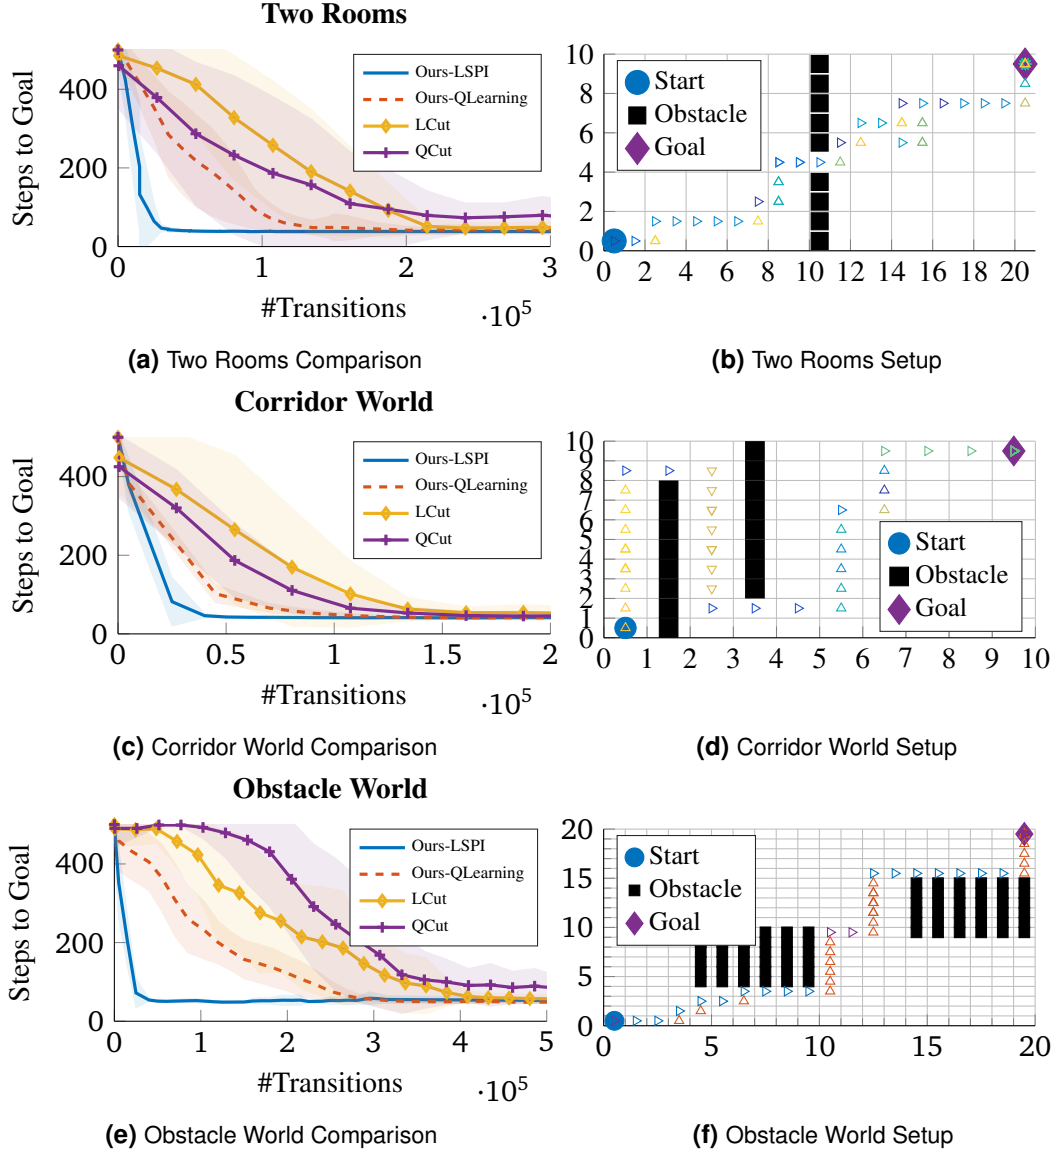 Two Rooms
Steps to Goal
400
200
0
0
1
2
3
#Transitions
·10⁵
Ours-LSPI
Ours-QLearning
LCut
QCut
10
8
6
4
2
0
0 2 4 6 8 10 12 14 16 18 20
Start
Obstacle
Goal
(a) Two Rooms Comparison
(b) Two Rooms Setup
Corridor World
Steps to Goal
400
200
0
0
0.5
1
1.5
2
#Transitions
·10⁵
Ours-LSPI
Ours-QLearning
LCut
QCut
10
9
8
7
6
5
4
3
2
1
0
0 1 2 3 4 5 6 7 8 9 10
Start
Obstacle
Goal
(c) Corridor World Comparison
(d) Corridor World Setup
Obstacle World
Steps to Goal
400
200
0
0
1
2
3
4
5
#Transitions
·10⁵
Ours-LSPI
Ours-QLearning
LCut
QCut
20
15
10
5
0
0 5 10 15 20
Start
Obstacle
Goal
(e) Obstacle World Comparison
(f) Obstacle World Setup